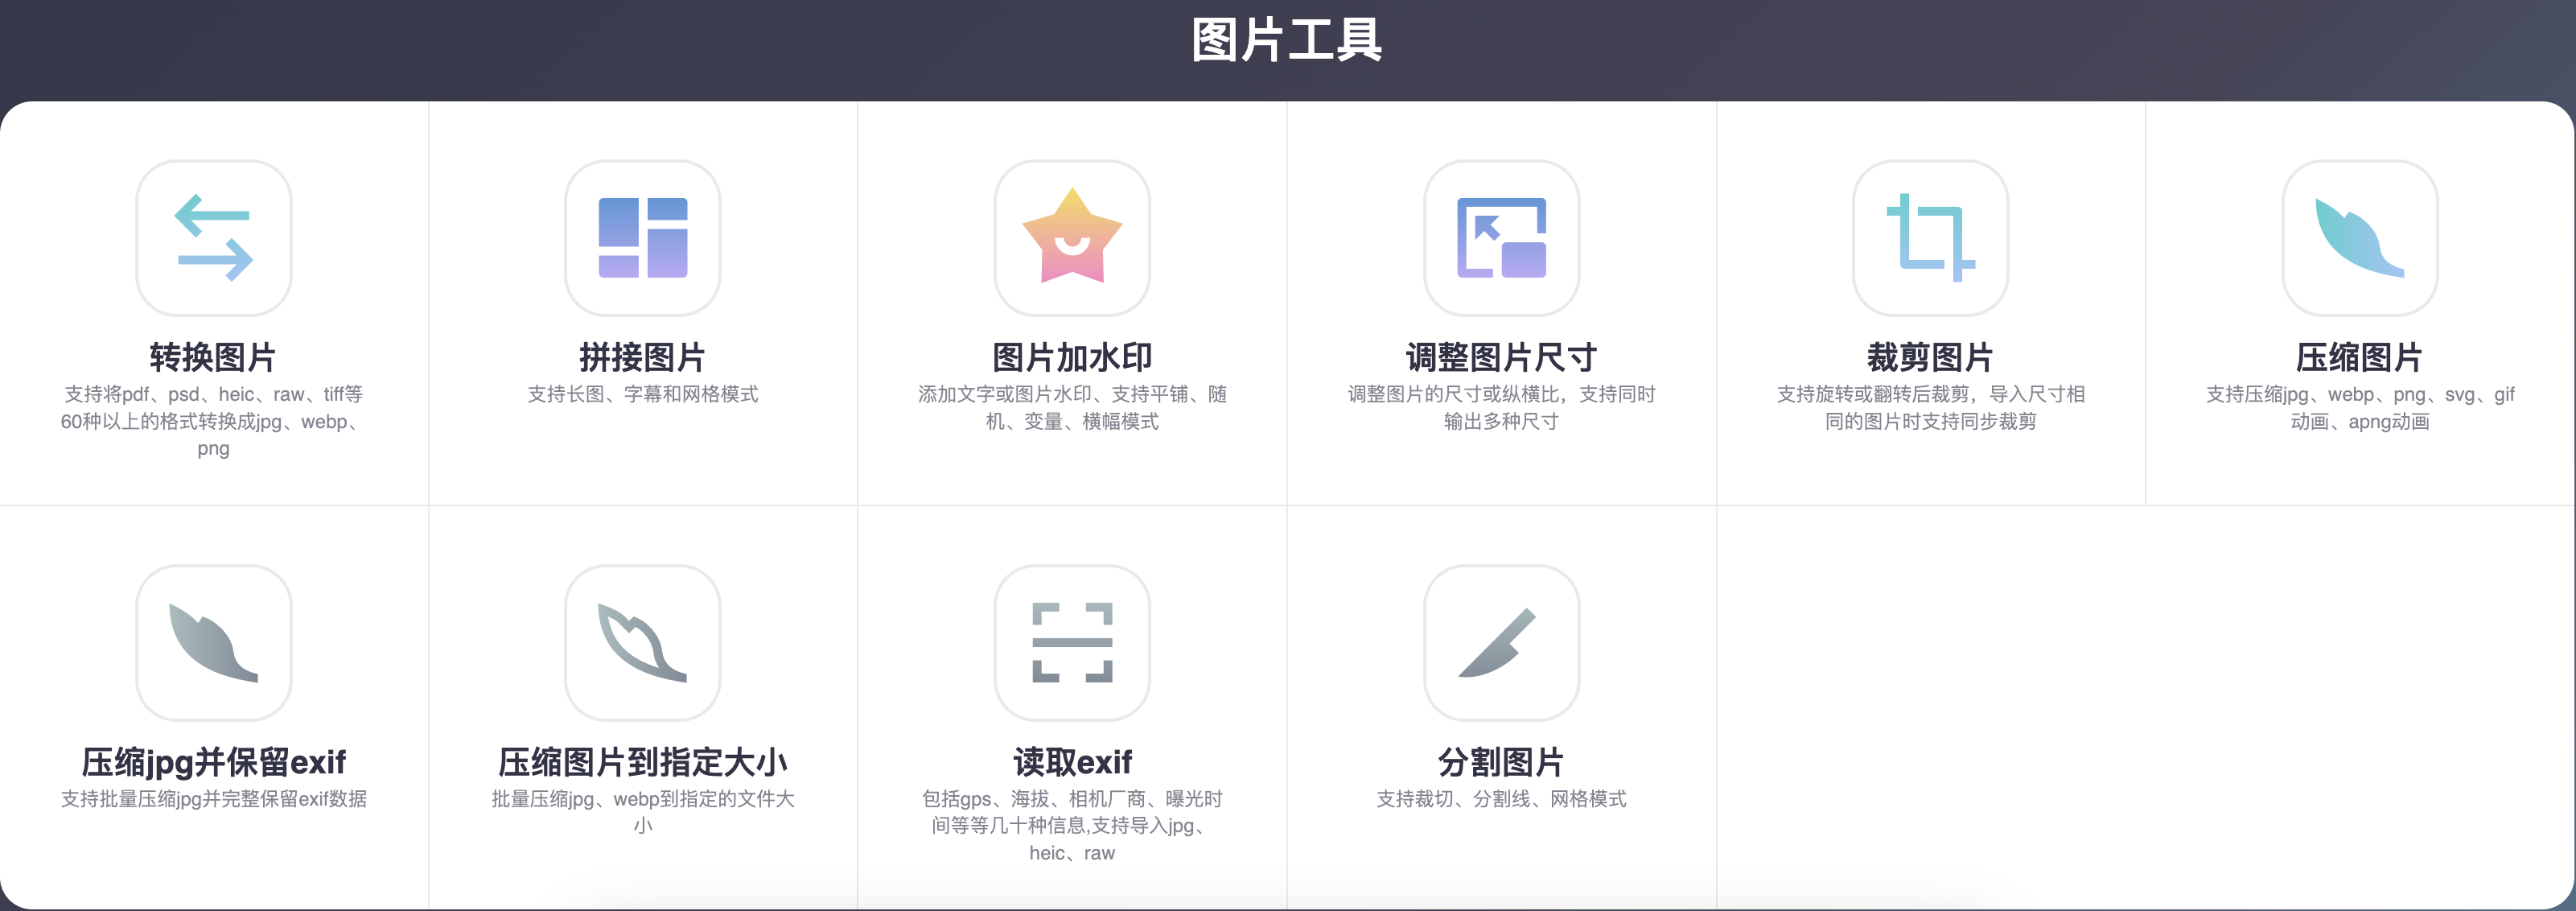 图片工具
转换图片
支持将pdf、psd、heic、raw、tiff等
60种以上的格式转换成jpg、webp、
png
拼接图片
支持长图、字幕和网格模式
图片加水印
添加文字或图片水印、支持平铺、随
机、变量、横幅模式
调整图片尺寸
调整图片的尺寸或纵横比，支持同时
输出多种尺寸
裁剪图片
支持旋转或翻转后裁剪，导入尺寸相
同的图片时支持同步裁剪
压缩图片
支持压缩jpg、webp、png、svg、gif
动画、apng动画
压缩jpg并保留exif
支持批量压缩jpg并完整保留exif数据
压缩图片到指定大小
批量压缩jpg、webp到指定的文件大
小
读取exif
包括gps、海拔、相机厂商、曝光时
间等等几十种信息,支持导入jpg、
heic、raw
分割图片
支持裁切、分割线、网格模式